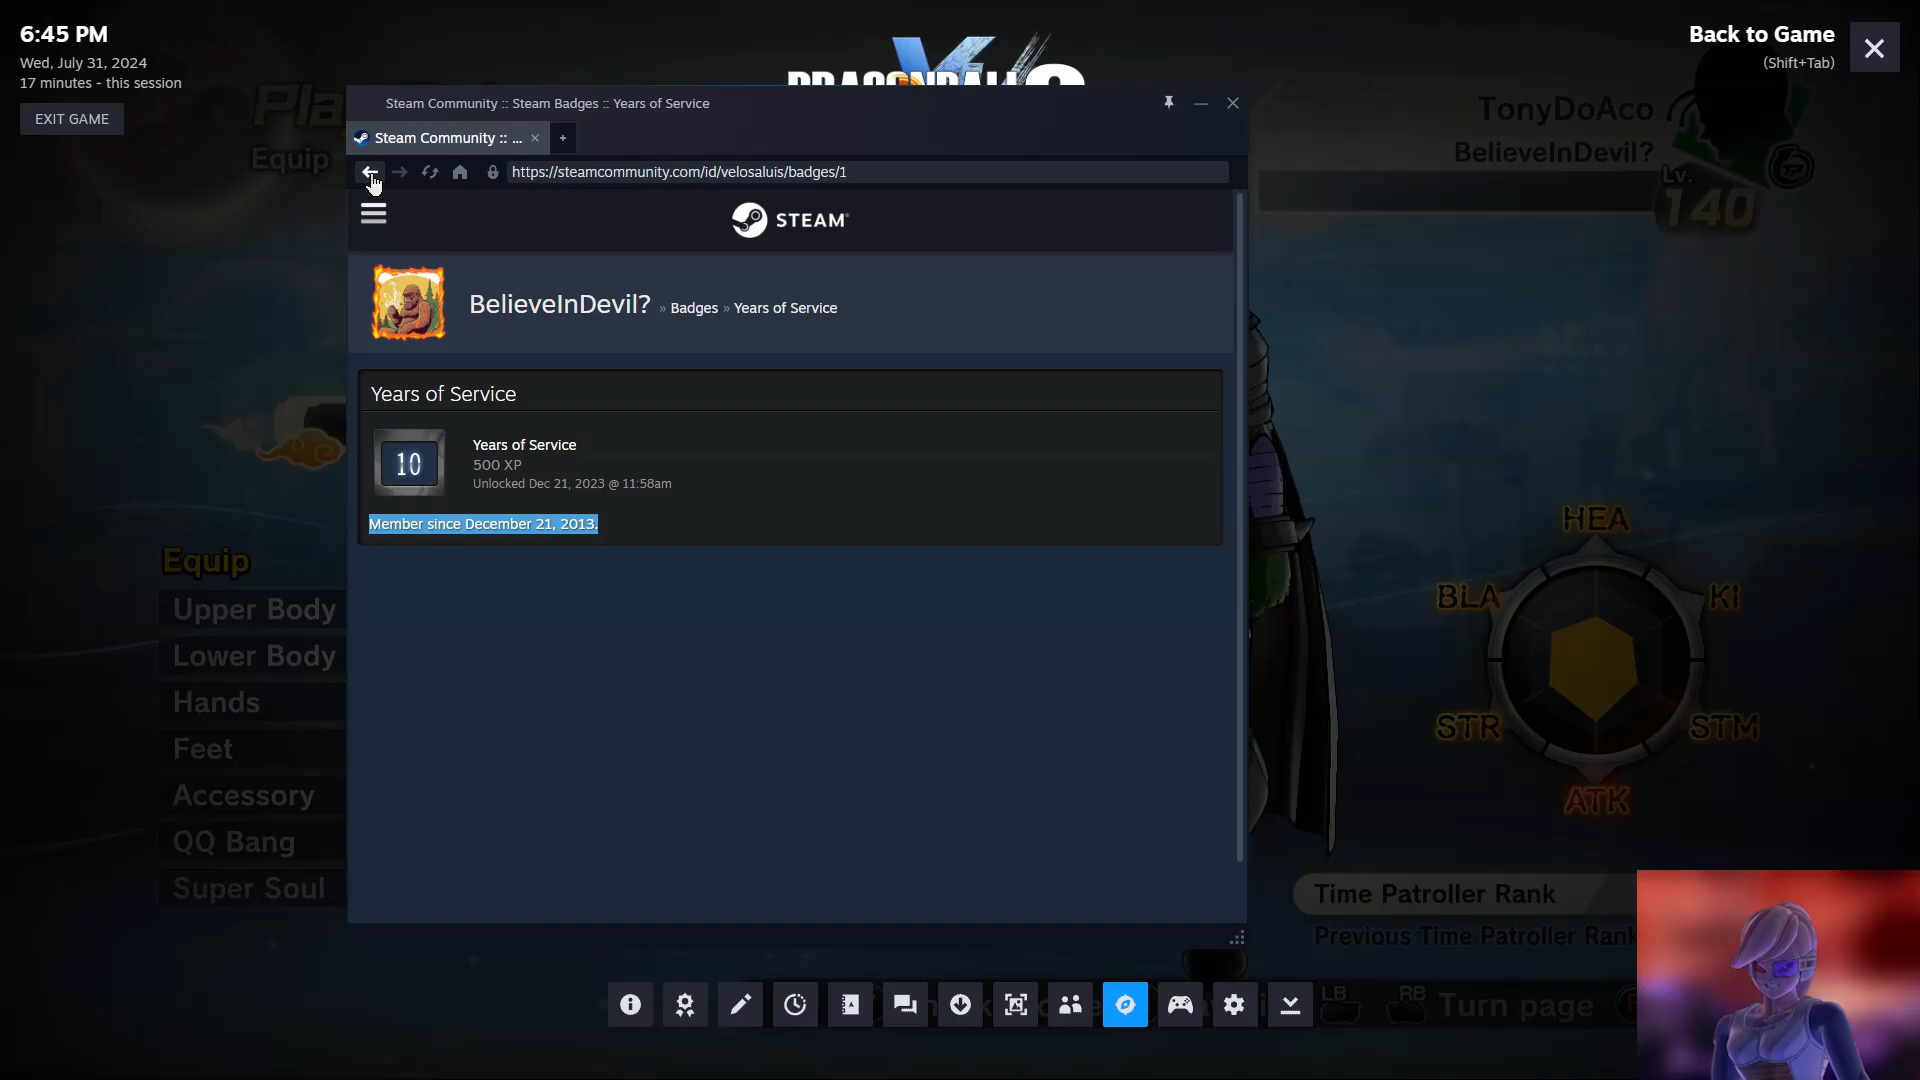 6:45 PM
Wed, July 31, 2024
17 minutes - this session
EXIT GAME
Back to Game
(Shift+Tab)
DRAGONBALL
Steam Community :: Steam Badges :: Years of Service
Steam Community :: ...
https://steamcommunity.com/id/velosaluis/badges/1
STEAM
BelieveInDevil? » Badges » Years of Service
Years of Service
10
Years of Service
500 XP
Unlocked Dec 21, 2023 @ 11:58am
Member since December 21, 2013.
Equip
TonyDoAco
BelieveInDevil?
Lv.
140
Equip
Upper Body
Lower Body
Hands
Feet
Accessory
QQ Bang
Super Soul
HEA
BLA
KI
STR
STM
ATK
Time Patroller Rank
Previous Time Patroller Rank
LB
RB
Turn page